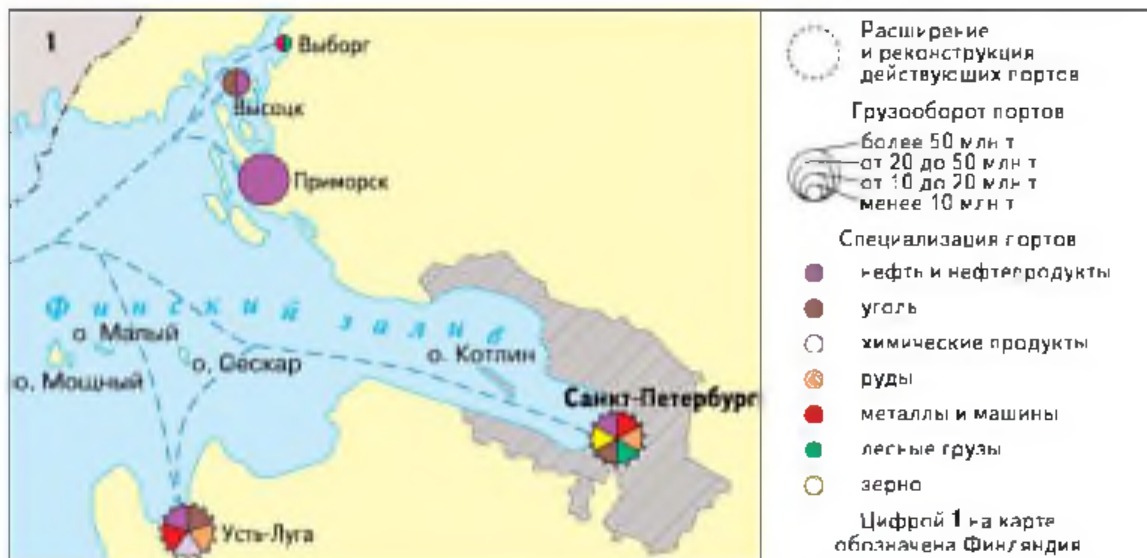 1
Выборг
Высоцк
Приморск
Финский залив
о. Малый
о. Мощный
о. Сескар
о. Котлин
Санкт-Петербург
Усть-Луга
Расширение
и реконструкция
действующих портов
Грузооборот портов
более 50 млн т
от 20 до 50 млн т
от 10 до 20 млн т
менее 10 млн т
Специализация портов
нефть и нефтепродукты
уголь
химические продукты
руды
металлы и машины
лесные грузы
зерно
Цифрой 1 на карте
обозначена Финляндия